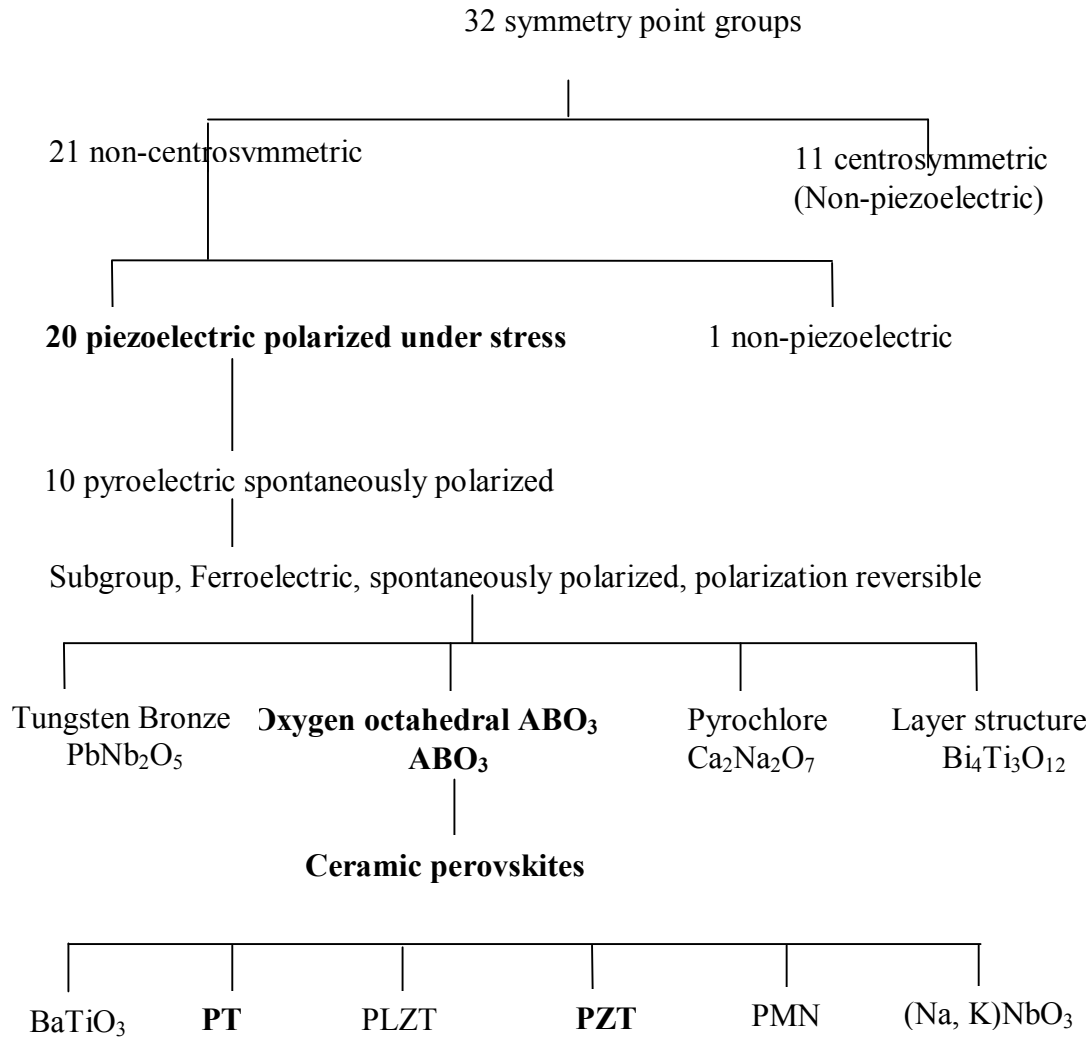 32 symmetry point groups
21 non-centrosymmetric
11 centrosymmetric
(Non-piezoelectric)
20 piezoelectric polarized under stress
1 non-piezoelectric
10 pyroelectric spontaneously polarized
Subgroup, Ferroelectric, spontaneously polarized, polarization reversible
Tungsten Bronze
PbNb₂O₅
Oxygen octahedral ABO₃
ABO₃
Pyrochlore
Ca₂Na₂O₇
Layer structure
Bi₄Ti₃O₁₂
Ceramic perovskites
BaTiO₃
PT
PLZT
PZT
PMN
(Na, K)NbO₃